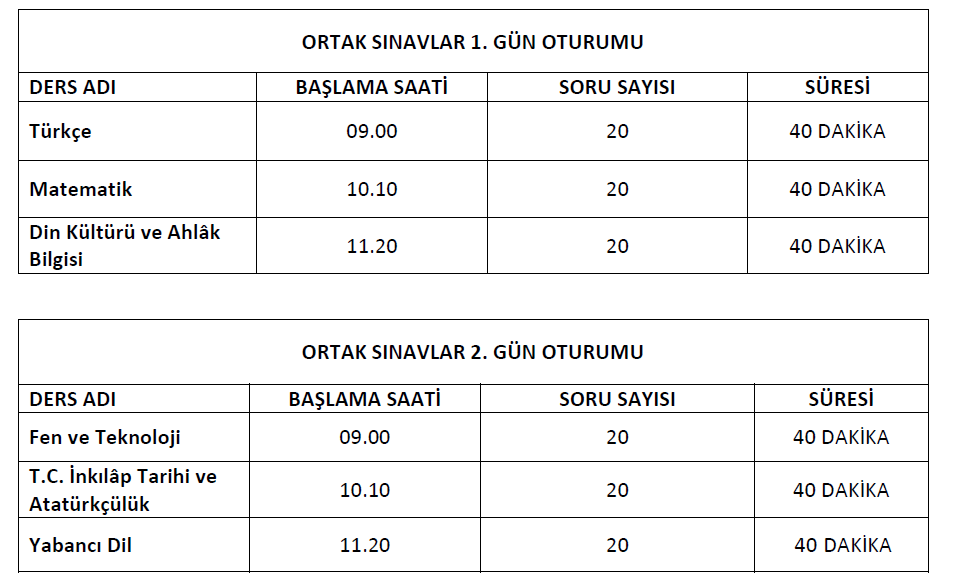 ORTAK SINAVLAR 1. GÜN OTURUMU
DERS ADI BAŞLAMA SAATİ SORU SAYISI SÜRESİ
Türkçe 09.00 20 40 DAKİKA
Matematik 10.10 20 40 DAKİKA
Din Kültürü ve Ahlâk
Bilgisi 11.20 20 40 DAKİKA
ORTAK SINAVLAR 2. GÜN OTURUMU
DERS ADI BAŞLAMA SAATİ SORU SAYISI SÜRESİ
Fen ve Teknoloji 09.00 20 40 DAKİKA
T.C. İnkılâp Tarihi ve
Atatürkçülük 10.10 20 40 DAKİKA
Yabancı Dil 11.20 20 40 DAKİKA